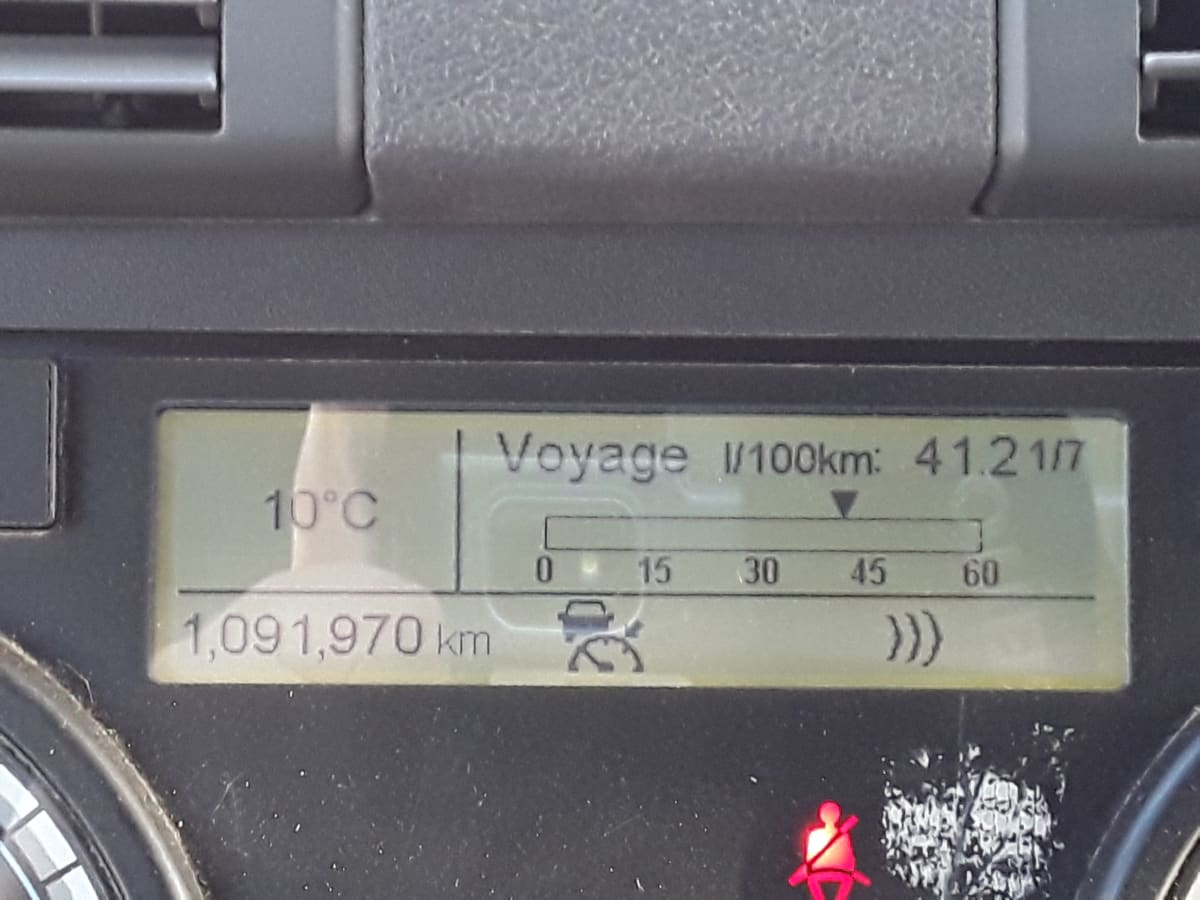 Voyage l/100km: 41.2 1/7
10°C
0 15 30 45 60
1,091,970 km